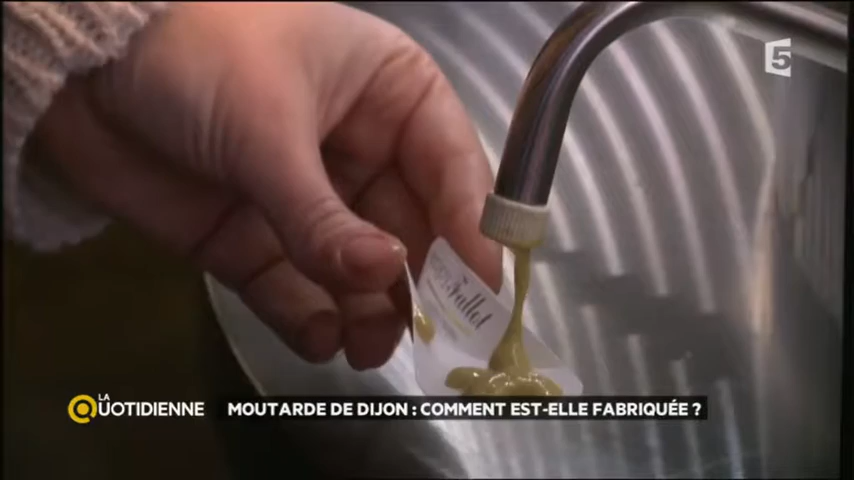 5
Fallot
LA
QUOTIDIENNE
MOUTARDE DE DIJON : COMMENT EST-ELLE FABRIQUÉE ?